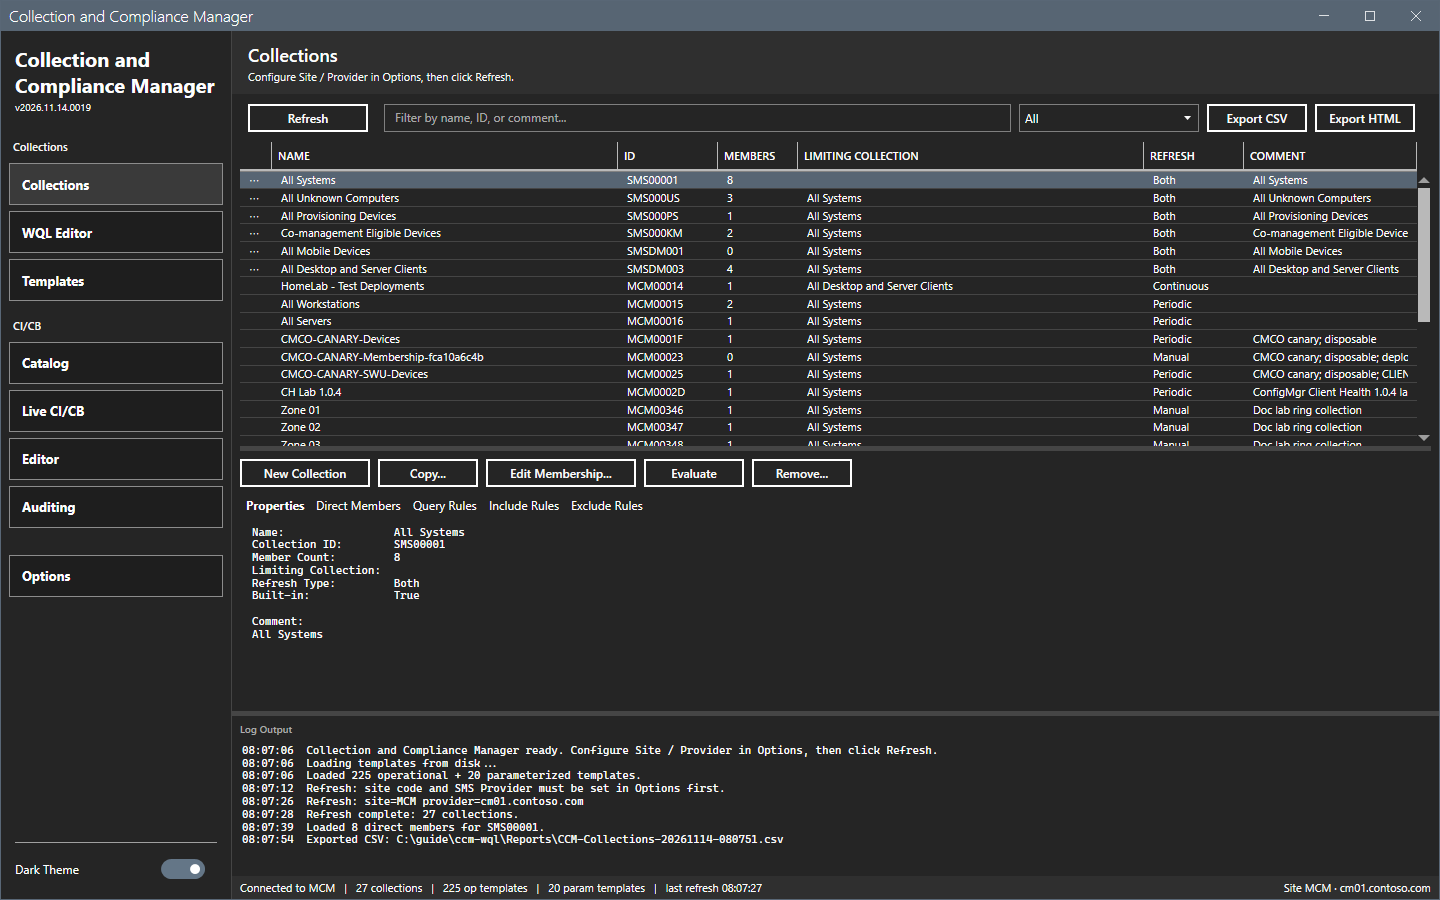 Collection and Compliance Manager
Collection and
Compliance Manager
v2026.11.14.0019
Collections
Collections
WQL Editor
Templates
CI/CB
Catalog
Live CI/CB
Editor
Auditing
Options
Dark Theme
Collections
Configure Site / Provider in Options, then click Refresh.
Refresh
Filter by name, ID, or comment...
All
Export CSV
Export HTML
NAME ID MEMBERS LIMITING COLLECTION REFRESH COMMENT
... All Systems SMS00001 8 Both All Systems
... All Unknown Computers SMS000US 3 All Systems Both All Unknown Computers
... All Provisioning Devices SMS000PS 1 All Systems Both All Provisioning Devices
... Co-management Eligible Devices SMS000KM 2 All Systems Both Co-management Eligible Device
... All Mobile Devices SMSDM001 0 All Systems Both All Mobile Devices
... All Desktop and Server Clients SMSDM003 4 All Systems Both All Desktop and Server Clients
HomeLab - Test Deployments MCM00014 1 All Desktop and Server Clients Continuous
All Workstations MCM00015 2 All Systems Periodic
All Servers MCM00016 1 All Systems Periodic
CMCO-CANARY-Devices MCM0001F 1 All Systems Periodic CMCO canary; disposable
CMCO-CANARY-Membership-fca10a6c4b MCM00023 0 All Systems Manual CMCO canary; disposable; deplo
CMCO-CANARY-SWU-Devices MCM00025 1 All Systems Periodic CMCO canary; disposable; CLIEN
CH Lab 1.0.4 MCM0002D 1 All Systems Periodic ConfigMgr Client Health 1.0.4 la
Zone 01 MCM00346 1 All Systems Manual Doc lab ring collection
Zone 02 MCM00347 1 All Systems Manual Doc lab ring collection
Zone 03 MCM00348 1 All Systems Manual Doc lab ring collection
New Collection
Copy...
Edit Membership...
Evaluate
Remove...
Properties Direct Members Query Rules Include Rules Exclude Rules
Name: All Systems
Collection ID: SMS00001
Member Count: 8
Limiting Collection:
Refresh Type: Both
Built-in: True
Comment:
All Systems
Log Output
08:07:06 Collection and Compliance Manager ready. Configure Site / Provider in Options, then click Refresh.
08:07:06 Loading templates from disk...
08:07:06 Loaded 225 operational + 20 parameterized templates.
08:07:12 Refresh: site code and SMS Provider must be set in Options first.
08:07:26 Refresh: site=MCM provider=cm01.contoso.com
08:07:28 Refresh complete: 27 collections.
08:07:39 Loaded 8 direct members for SMS00001.
08:07:54 Exported CSV: C:\guide\ccm-wql\Reports\CCM-Collections-20261114-080751.csv
Connected to MCM | 27 collections | 225 op templates | 20 param templates | last refresh 08:07:27
Site MCM · cm01.contoso.com